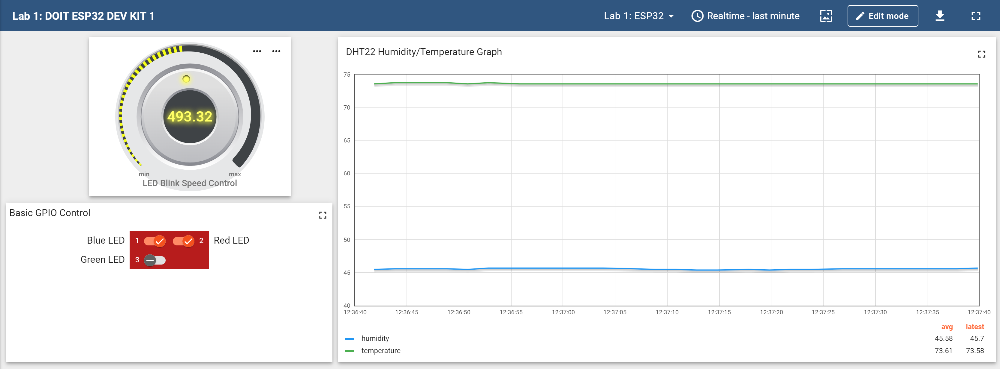 Lab 1: DOIT ESP32 DEV KIT 1
Lab 1: ESP32
Realtime - last minute
Edit mode
493.32
min
max
LED Blink Speed Control
Basic GPIO Control
Blue LED 1 2 Red LED
Green LED 3
DHT22 Humidity/Temperature Graph
75
70
65
60
55
50
45
40
12:36:40 12:36:45 12:36:50 12:36:55 12:37:00 12:37:05 12:37:10 12:37:15 12:37:20 12:37:25 12:37:30 12:37:35 12:37:40
avg latest
humidity 45.58 45.7
temperature 73.61 73.58